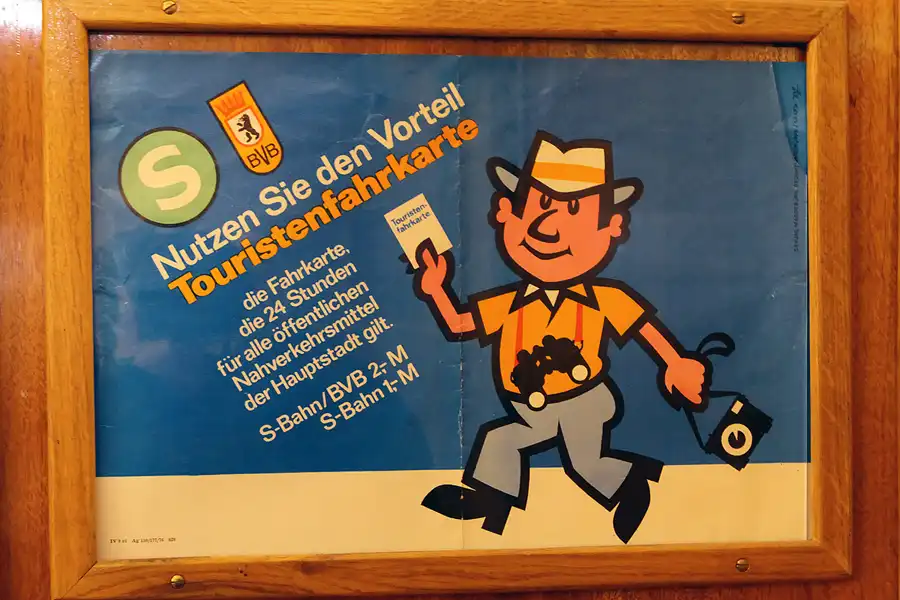 S
BVB
Nutzen Sie den Vorteil
Touristenfahrkarte
die Fahrkarte,
die 24 Stunden
für alle öffentlichen
Nahverkehrsmittel
der Hauptstadt gilt.
S-Bahn/BVB 2,- M
S-Bahn 1,- M
Touristen-
fahrkarte